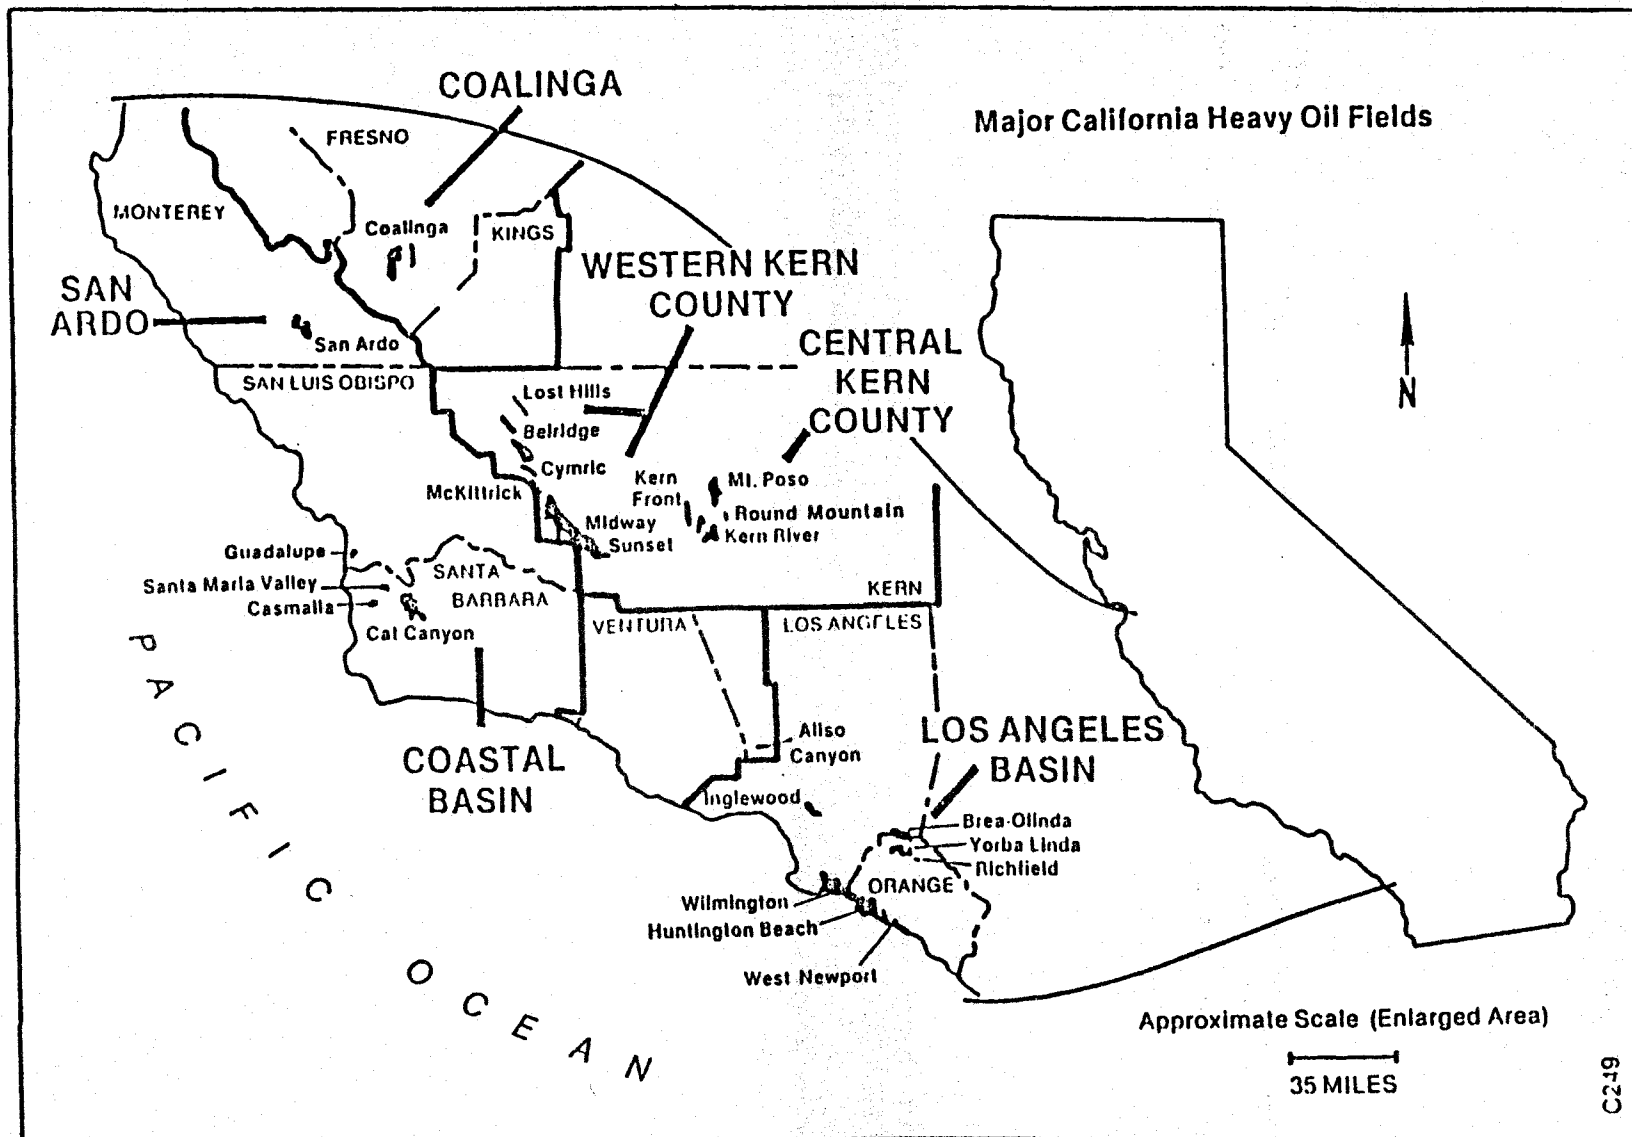 COALINGA
Major California Heavy Oil Fields
FRESNO
MONTEREY
Coalinga
KINGS
WESTERN KERN
COUNTY
SAN
ARDO
San Ardo
CENTRAL
KERN
COUNTY
N
SAN LUIS OBISPO
Lost Hills
Belridge
Cymric
McKittrick
Kern
Front
Mt. Poso
Round Mountain
Kern River
Midway
Sunset
Guadalupe
Santa Maria Valley
Casmalia
Cat Canyon
SANTA
BARBARA
KERN
VENTURA
LOS ANGELES
PACIFIC OCEAN
COASTAL
BASIN
Aliso
Canyon
LOS ANGELES
BASIN
Inglewood
Brea-Olinda
Yorba Linda
Richfield
ORANGE
Wilmington
Huntington Beach
West Newport
Approximate Scale (Enlarged Area)
35 MILES
C249